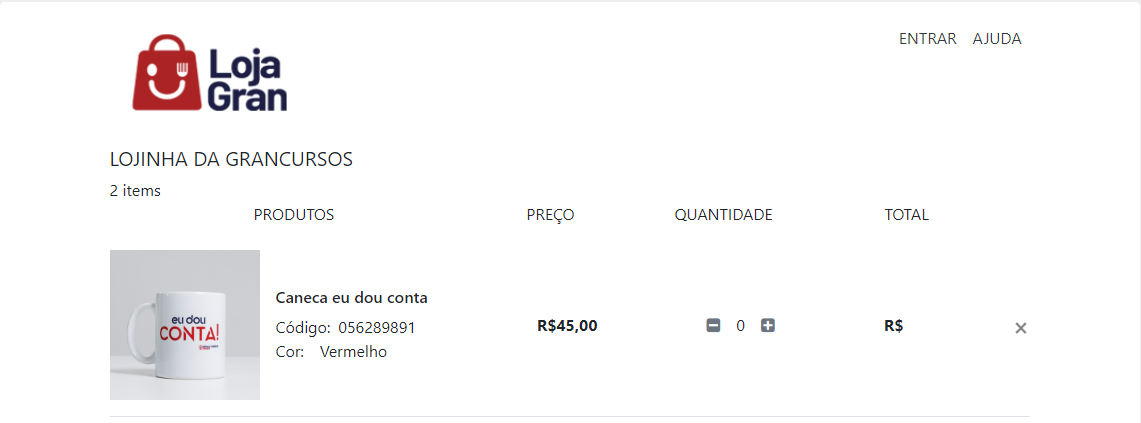 ENTRAR AJUDA
Loja
Gran
LOJINHA DA GRANCURSOS
2 items
PRODUTOS PREÇO QUANTIDADE TOTAL
eu dou
CONTA!
Caneca eu dou conta
Código: 056289891
Cor: Vermelho
R$45,00 0 R$